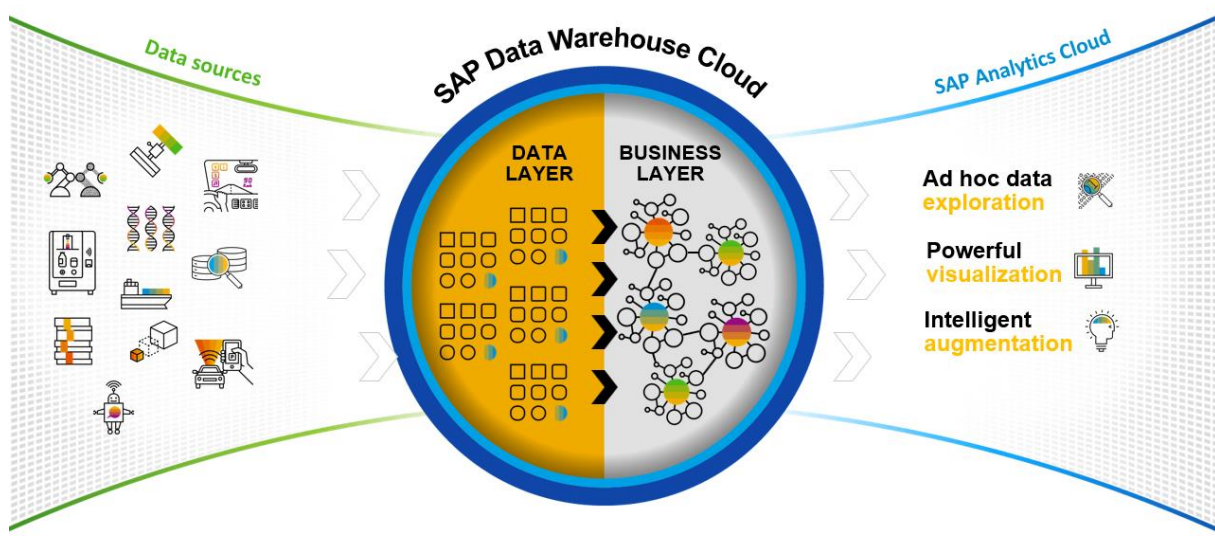 Data sources
SAP Data Warehouse Cloud
SAP Analytics Cloud
DATA
LAYER
BUSINESS
LAYER
Ad hoc data
exploration
Powerful
visualization
Intelligent
augmentation